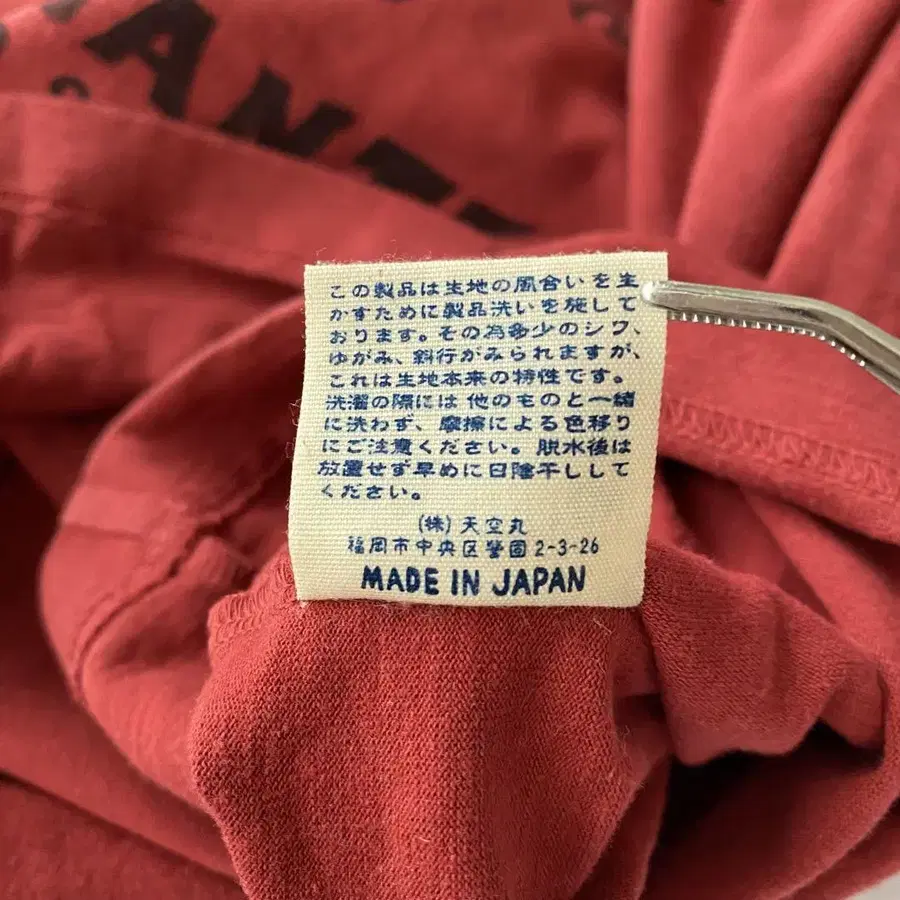 ANE
この製品は生地の風合いを生
かすために製品洗いを施して
おります。その為多少のシワ、
ゆがみ、斜行がみられますが、
これは生地本来の特性です。
洗濯の際には他のものと一緒
に洗わず、摩擦による色移り
にご注意ください。脱水後は
放置せず早めに日陰干しして
ください。
(株)天空丸
福岡市中央区警固2-3-26
MADE IN JAPAN